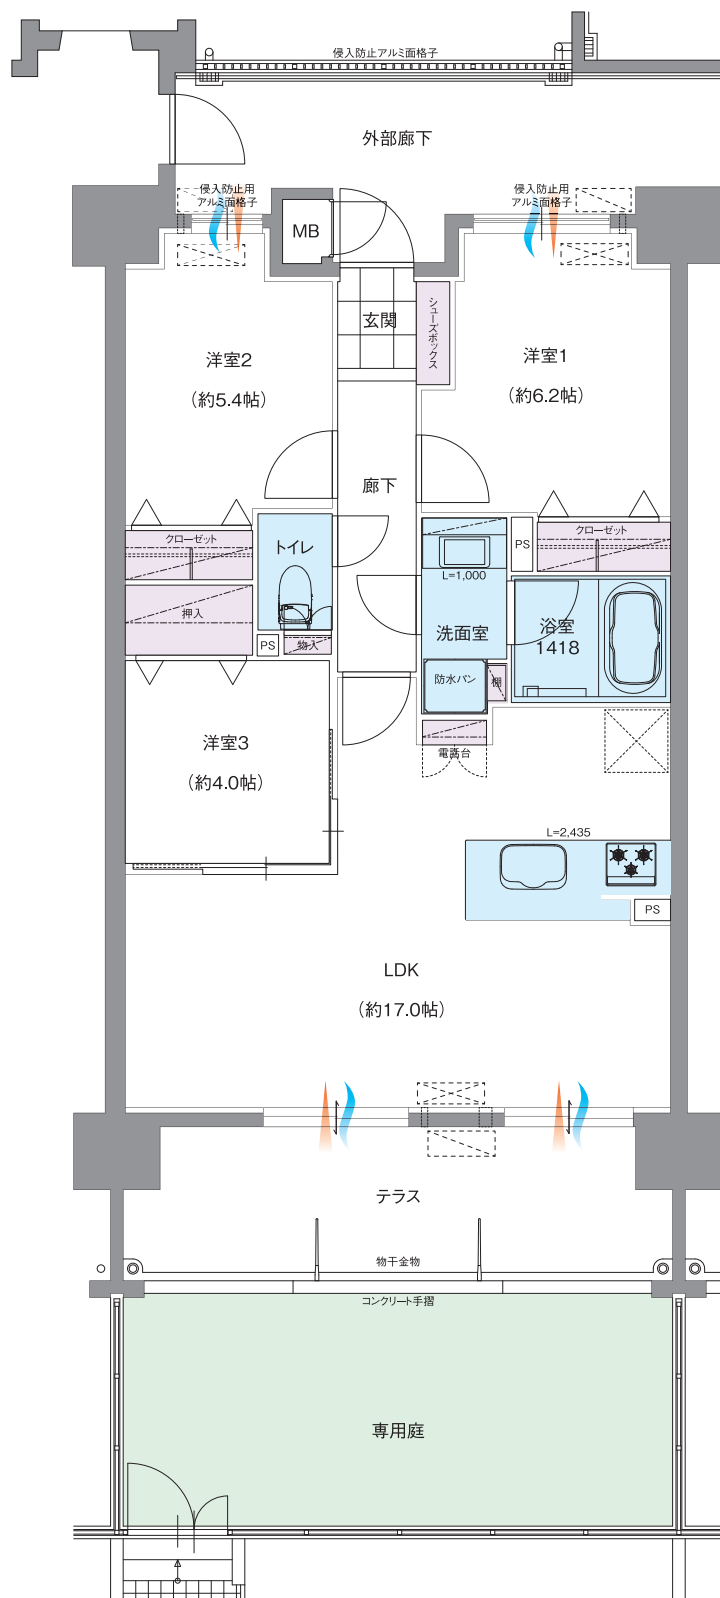 侵入防止アルミ面格子
外部廊下
侵入防止用
アルミ面格子
侵入防止用
アルミ面格子
MB
玄関
シューズボックス
洋室2
(約5.4帖)
洋室1
(約6.2帖)
廊下
クローゼット
トイレ
PS
クローゼット
L=1,000
押入
洗面室
浴室
1418
PS
物入
防水パン
棚
洋室3
(約4.0帖)
電話台
L=2,435
PS
LDK
(約17.0帖)
テラス
物干金物
コンクリート手摺
専用庭